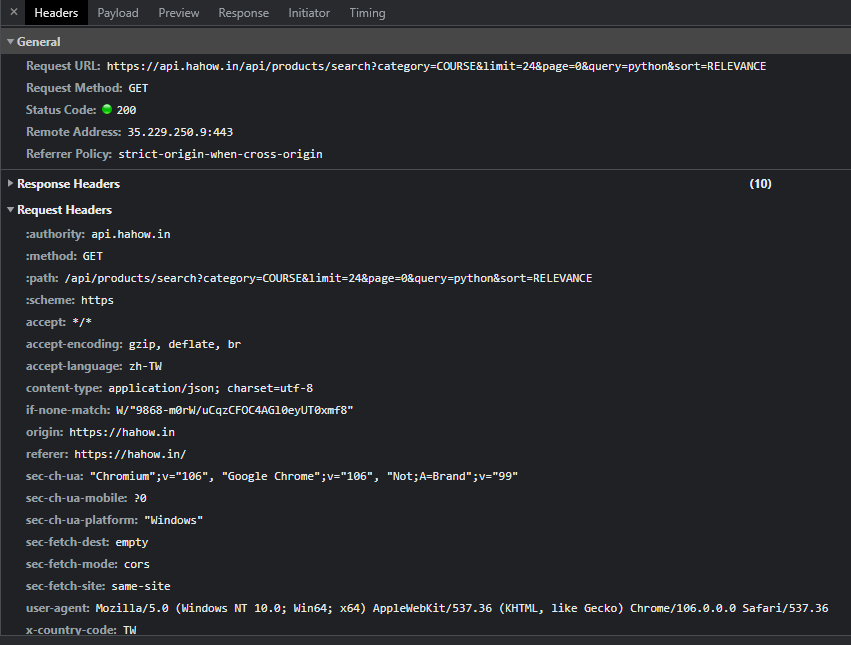 × Headers Payload Preview Response Initiator Timing
▼General
Request URL: https://api.hahow.in/api/products/search?category=COURSE&limit=24&page=0&query=python&sort=RELEVANCE
Request Method: GET
Status Code: 200
Remote Address: 35.229.250.9:443
Referrer Policy: strict-origin-when-cross-origin
Response Headers (10)
Request Headers
:authority: api.hahow.in
:method: GET
:path: /api/products/search?category=COURSE&limit=24&page=0&query=python&sort=RELEVANCE
:scheme: https
accept: */*
accept-encoding: gzip, deflate, br
accept-language: zh-TW
content-type: application/json; charset=utf-8
if-none-match: W/"9868-m0rW/uCqzCFOC4AGl0eyUT0xmf8"
origin: https://hahow.in
referer: https://hahow.in/
sec-ch-ua: "Chromium";v="106", "Google Chrome";v="106", "Not;A=Brand";v="99"
sec-ch-ua-mobile: ?0
sec-ch-ua-platform: "Windows"
sec-fetch-dest: empty
sec-fetch-mode: cors
sec-fetch-site: same-site
user-agent: Mozilla/5.0 (Windows NT 10.0; Win64; x64) AppleWebKit/537.36 (KHTML, like Gecko) Chrome/106.0.0.0 Safari/537.36
x-country-code: TW